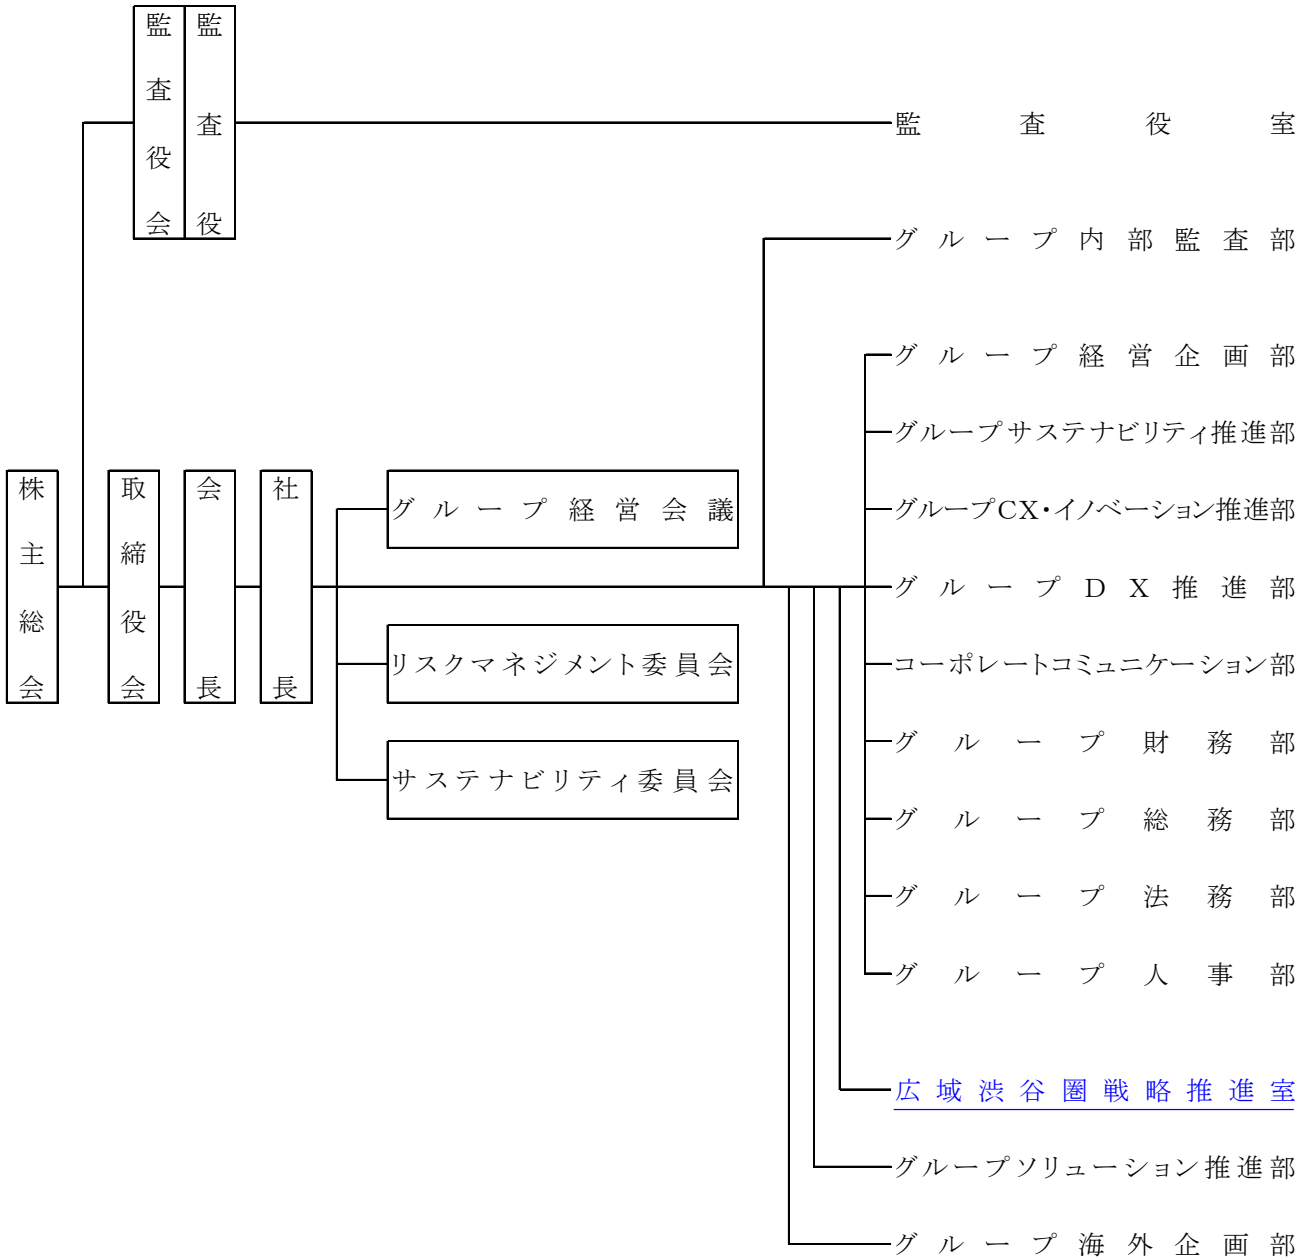 監査役会
監査役
監査役室
グループ内部監査部
グループ経営企画部
グループサステナビリティ推進部
グループCX・イノベーション推進部
グループDX推進部
コーポレートコミュニケーション部
グループ財務部
グループ総務部
グループ法務部
グループ人事部
広域渋谷圏戦略推進室
グループソリューション推進部
グループ海外企画部
株主総会
取締役会
会長
社長
グループ経営会議
リスクマネジメント委員会
サステナビリティ委員会